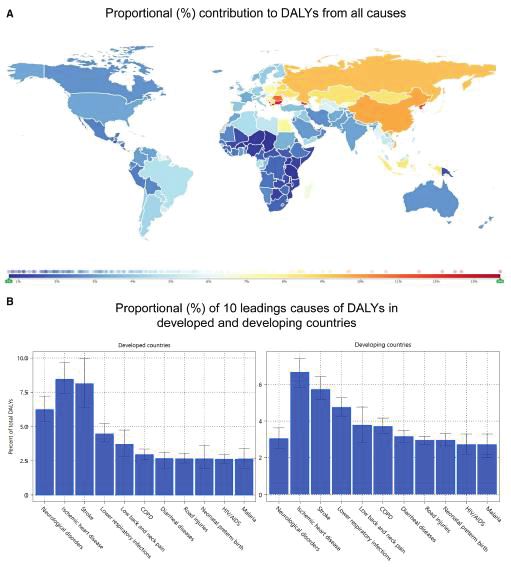 A
Proportional (%) contribution to DALYs from all causes
1%
B
Proportional (%) of 10 leadings causes of DALYs in
developed and developing countries
Developed countries
Percent of total DALYs
10.0
7.5
5.0
2.5
0
Neurological disorders
Ischemic heart disease
Stroke
Lower respiratory infections
Low back and neck pain
COPD
Diarrheal diseases
Road injuries
Neonatal preterm birth
HIV/AIDS
Malaria
Developing countries
6
4
2
0
Neurological disorders
Ischemic heart disease
Stroke
Lower respiratory infections
Low back and neck pain
COPD
Diarrheal diseases
Road injuries
Neonatal preterm birth
HIV/AIDS
Malaria